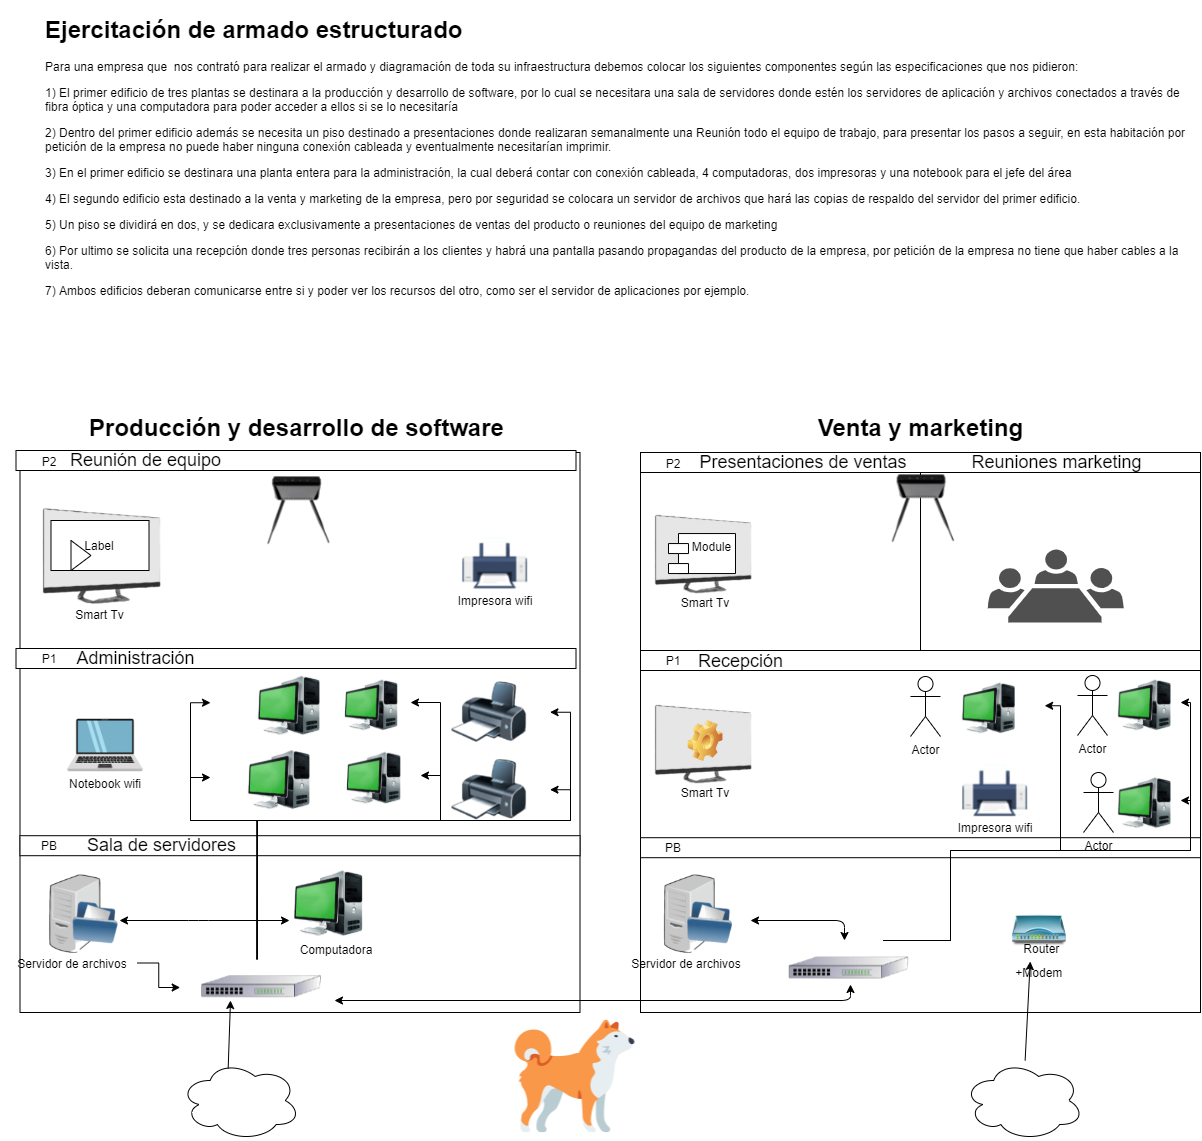 Ejercitación de armado estructurado
Para una empresa que  nos contrató para realizar el armado y diagramación de toda su infraestructura debemos colocar los siguientes componentes según las especificaciones que nos pidieron:
1) El primer edificio de tres plantas se destinara a la producción y desarrollo de software, por lo cual se necesitara una sala de servidores donde estén los servidores de aplicación y archivos conectados a través de
fibra óptica y una computadora para poder acceder a ellos si se lo necesitaría
2) Dentro del primer edificio además se necesita un piso destinado a presentaciones donde realizaran semanalmente una Reunión todo el equipo de trabajo, para presentar los pasos a seguir, en esta habitación por
petición de la empresa no puede haber ninguna conexión cableada y eventualmente necesitarían imprimir.
3) En el primer edificio se destinara una planta entera para la administración, la cual deberá contar con conexión cableada, 4 computadoras, dos impresoras y una notebook para el jefe del área
4) El segundo edificio esta destinado a la venta y marketing de la empresa, pero por seguridad se colocara un servidor de archivos que hará las copias de respaldo del servidor del primer edificio.
5) Un piso se dividirá en dos, y se dedicara exclusivamente a presentaciones de ventas del producto o reuniones del equipo de marketing
6) Por ultimo se solicita una recepción donde tres personas recibirán a los clientes y habrá una pantalla pasando propagandas del producto de la empresa, por petición de la empresa no tiene que haber cables a la
vista.
7) Ambos edificios deberan comunicarse entre si y poder ver los recursos del otro, como ser el servidor de aplicaciones por ejemplo.
Producción y desarrollo de software
P2 Reunión de equipo
Label
Smart Tv
Impresora wifi
P1 Administración
Notebook wifi
PB Sala de servidores
Computadora
Servidor de archivos
Venta y marketing
P2 Presentaciones de ventas Reuniones marketing
Module
Smart Tv
P1 Recepción
Actor
Actor
Smart Tv
Impresora wifi
Actor
PB
Servidor de archivos
Router
+Modem